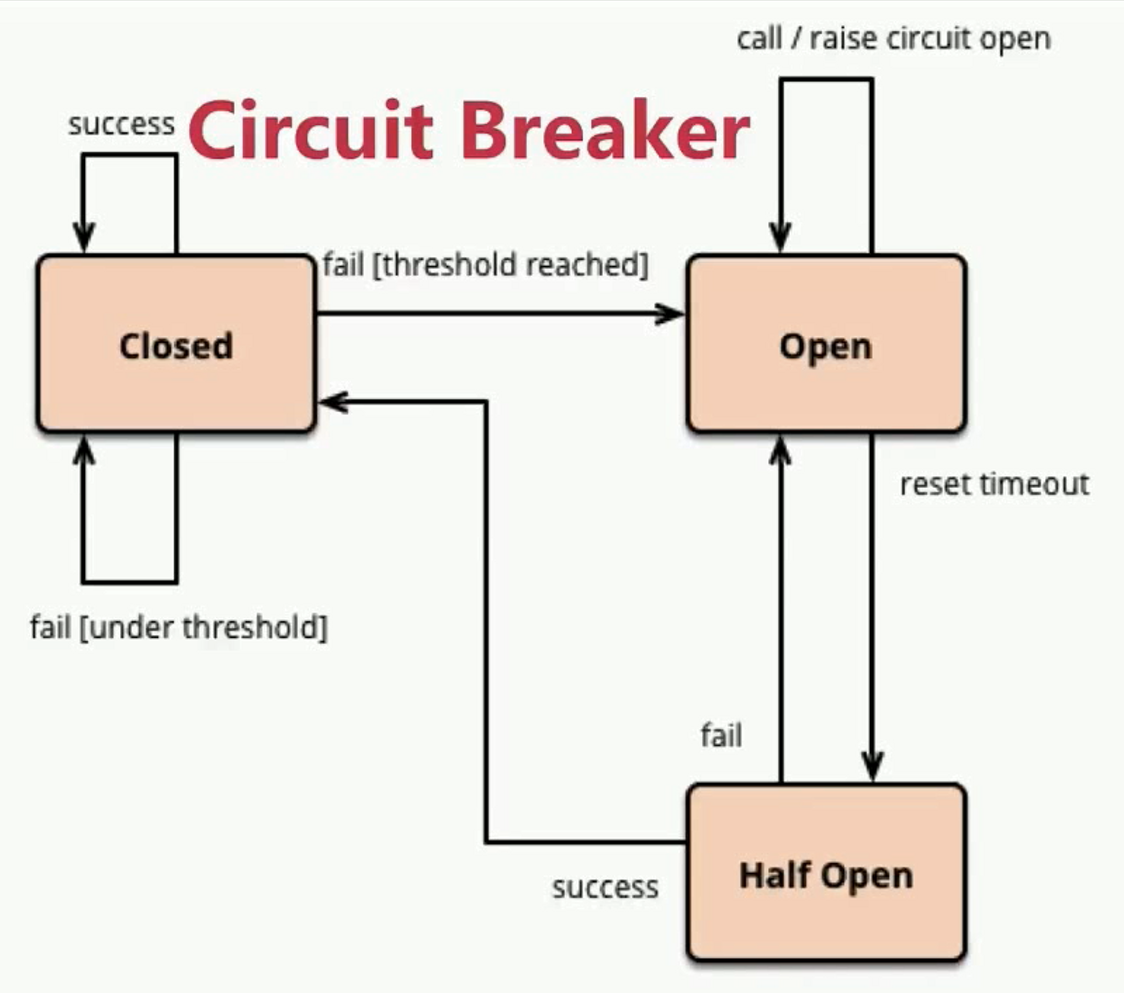 call / raise circuit open
success
Circuit Breaker
fail [threshold reached]
Closed
Open
reset timeout
fail [under threshold]
fail
Half Open
success